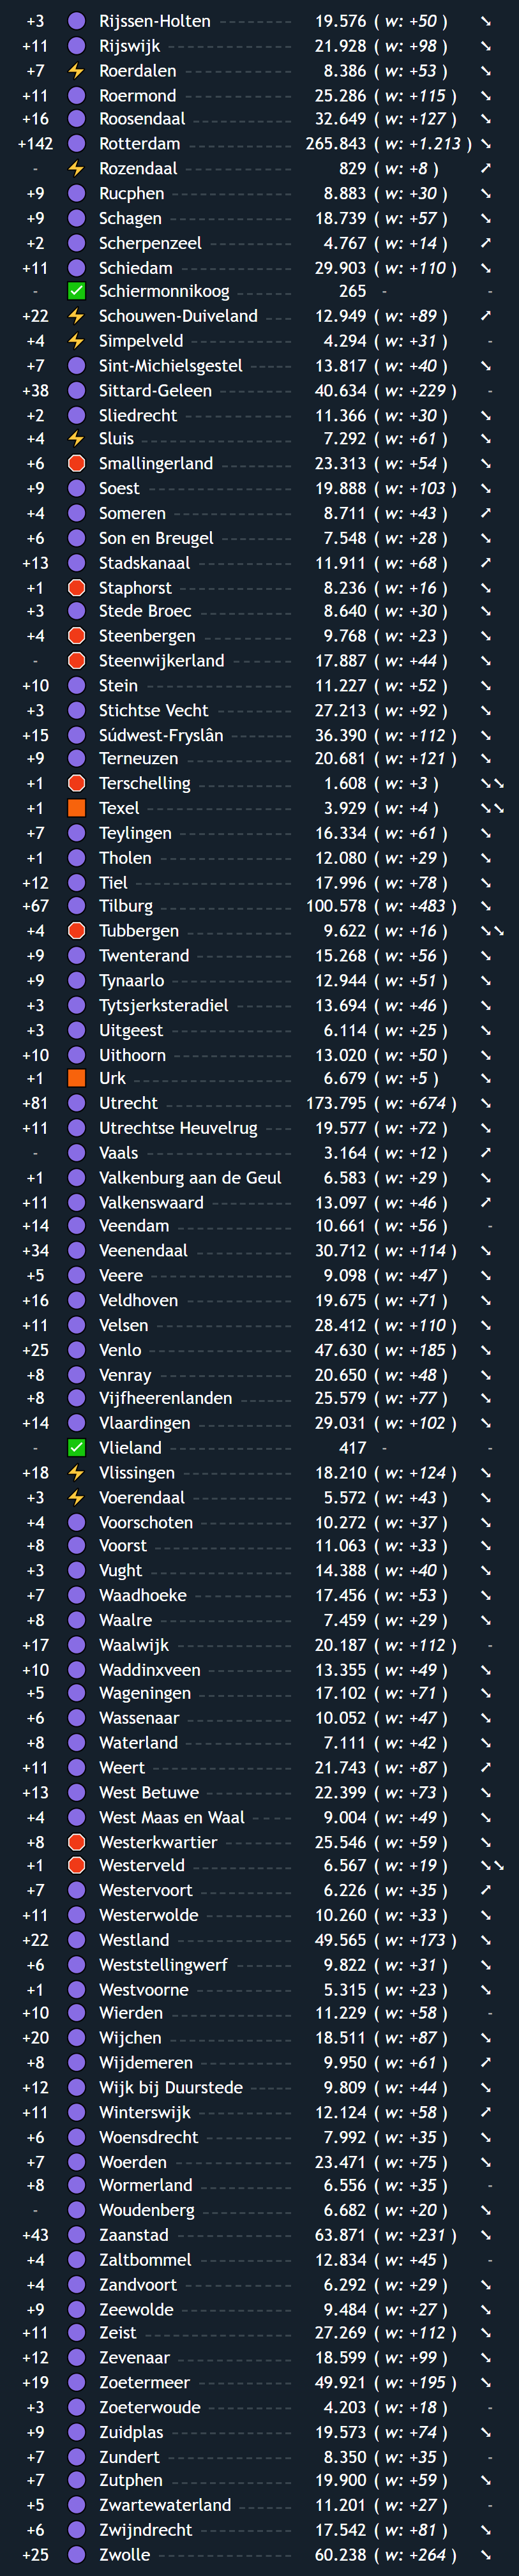 +3 Rijssen-Holten 19.576 ( w: +50 ) ↘
+11 Rijswijk 21.928 ( w: +98 ) ↘
+7 ⚡ Roerdalen 8.386 ( w: +53 ) ↘
+11 Roermond 25.286 ( w: +115 ) ↘
+16 Roosendaal 32.649 ( w: +127 ) ↘
+142 Rotterdam 265.843 ( w: +1.213 ) ↘
- ⚡ Rozendaal 829 ( w: +8 ) ↗
+9 Rucphen 8.883 ( w: +30 ) ↘
+9 Schagen 18.739 ( w: +57 ) ↘
+2 Scherpenzeel 4.767 ( w: +14 ) ↗
+11 Schiedam 29.903 ( w: +110 ) ↘
- ✅ Schiermonnikoog 265 - -
+22 ⚡ Schouwen-Duiveland 12.949 ( w: +89 ) ↗
+4 ⚡ Simpelveld 4.294 ( w: +31 ) -
+7 Sint-Michielsgestel 13.817 ( w: +40 ) ↘
+38 Sittard-Geleen 40.634 ( w: +229 ) -
+2 Sliedrecht 11.366 ( w: +30 ) ↘
+4 ⚡ Sluis 7.292 ( w: +61 ) ↘
+6 Smallingerland 23.313 ( w: +54 ) ↘
+9 Soest 19.888 ( w: +103 ) ↘
+4 Someren 8.711 ( w: +43 ) ↗
+6 Son en Breugel 7.548 ( w: +28 ) ↘
+13 Stadskanaal 11.911 ( w: +68 ) ↗
+1 Staphorst 8.236 ( w: +16 ) ↘
+3 Stede Broec 8.640 ( w: +30 ) ↘
+4 Steenbergen 9.768 ( w: +23 ) ↘
- Steenwijkerland 17.887 ( w: +44 ) ↘
+10 Stein 11.227 ( w: +52 ) ↘
+3 Stichtse Vecht 27.213 ( w: +92 ) ↘
+15 Súdwest-Fryslân 36.390 ( w: +112 ) ↘
+9 Terneuzen 20.681 ( w: +121 ) ↘
+1 Terschelling 1.608 ( w: +3 ) ↘↘
+1 Texel 3.929 ( w: +4 ) ↘↘
+7 Teylingen 16.334 ( w: +61 ) ↘
+1 Tholen 12.080 ( w: +29 ) ↘
+12 Tiel 17.996 ( w: +78 ) ↘
+67 Tilburg 100.578 ( w: +483 ) ↘
+4 Tubbergen 9.622 ( w: +16 ) ↘↘
+9 Twenterand 15.268 ( w: +56 ) ↘
+9 Tynaarlo 12.944 ( w: +51 ) ↘
+3 Tytsjerksteradiel 13.694 ( w: +46 ) ↘
+3 Uitgeest 6.114 ( w: +25 ) ↘
+10 Uithoorn 13.020 ( w: +50 ) ↘
+1 Urk 6.679 ( w: +5 ) ↘
+81 Utrecht 173.795 ( w: +674 ) ↘
+11 Utrechtse Heuvelrug 19.577 ( w: +72 ) ↘
- Vaals 3.164 ( w: +12 ) ↗
+1 Valkenburg aan de Geul 6.583 ( w: +29 ) ↘
+11 Valkenswaard 13.097 ( w: +46 ) ↗
+14 Veendam 10.661 ( w: +56 ) -
+34 Veenendaal 30.712 ( w: +114 ) ↘
+5 Veere 9.098 ( w: +47 ) ↘
+16 Veldhoven 19.675 ( w: +71 ) ↘
+11 Velsen 28.412 ( w: +110 ) ↘
+25 Venlo 47.630 ( w: +185 ) ↘
+8 Venray 20.650 ( w: +48 ) ↘
+8 Vijfheerenlanden 25.579 ( w: +77 ) ↘
+14 Vlaardingen 29.031 ( w: +102 ) ↘
- ✅ Vlieland 417 - -
+18 ⚡ Vlissingen 18.210 ( w: +124 ) ↘
+3 ⚡ Voerendaal 5.572 ( w: +43 ) ↘
+4 Voorschoten 10.272 ( w: +37 ) ↘
+8 Voorst 11.063 ( w: +33 ) ↘
+3 Vught 14.388 ( w: +40 ) ↘
+7 Waadhoeke 17.456 ( w: +53 ) ↘
+8 Waalre 7.459 ( w: +29 ) ↘
+17 Waalwijk 20.187 ( w: +112 ) -
+10 Waddinxveen 13.355 ( w: +49 ) ↘
+5 Wageningen 17.102 ( w: +71 ) ↘
+6 Wassenaar 10.052 ( w: +47 ) ↘
+8 Waterland 7.111 ( w: +42 ) ↘
+11 Weert 21.743 ( w: +87 ) ↗
+13 West Betuwe 22.399 ( w: +73 ) ↘
+4 West Maas en Waal 9.004 ( w: +49 ) ↘
+8 Westerkwartier 25.546 ( w: +59 ) ↘
+1 Westerveld 6.567 ( w: +19 ) ↘↘
+7 Westervoort 6.226 ( w: +35 ) ↗
+11 Westerwolde 10.260 ( w: +33 ) ↘
+22 Westland 49.565 ( w: +173 ) ↘
+6 Weststellingwerf 9.822 ( w: +31 ) ↘
+1 Westvoorne 5.315 ( w: +23 ) ↘
+10 Wierden 11.229 ( w: +58 ) -
+20 Wijchen 18.511 ( w: +87 ) ↘
+8 Wijdemeren 9.950 ( w: +61 ) ↗
+12 Wijk bij Duurstede 9.809 ( w: +44 ) ↘
+11 Winterswijk 12.124 ( w: +58 ) ↗
+6 Woensdrecht 7.992 ( w: +35 ) ↘
+7 Woerden 23.471 ( w: +75 ) ↘
+8 Wormerland 6.556 ( w: +35 ) -
- Woudenberg 6.682 ( w: +20 ) ↘
+43 Zaanstad 63.871 ( w: +231 ) ↘
+4 Zaltbommel 12.834 ( w: +45 ) -
+4 Zandvoort 6.292 ( w: +29 ) ↘
+9 Zeewolde 9.484 ( w: +27 ) ↘
+11 Zeist 27.269 ( w: +112 ) ↘
+12 Zevenaar 18.599 ( w: +99 ) ↘
+19 Zoetermeer 49.921 ( w: +195 ) ↘
+3 Zoeterwoude 4.203 ( w: +18 ) -
+9 Zuidplas 19.573 ( w: +74 ) ↘
+7 Zundert 8.350 ( w: +35 ) -
+7 Zutphen 19.900 ( w: +59 ) ↘
+5 Zwartewaterland 11.201 ( w: +27 ) -
+6 Zwijndrecht 17.542 ( w: +81 ) ↘
+25 Zwolle 60.238 ( w: +264 ) ↘